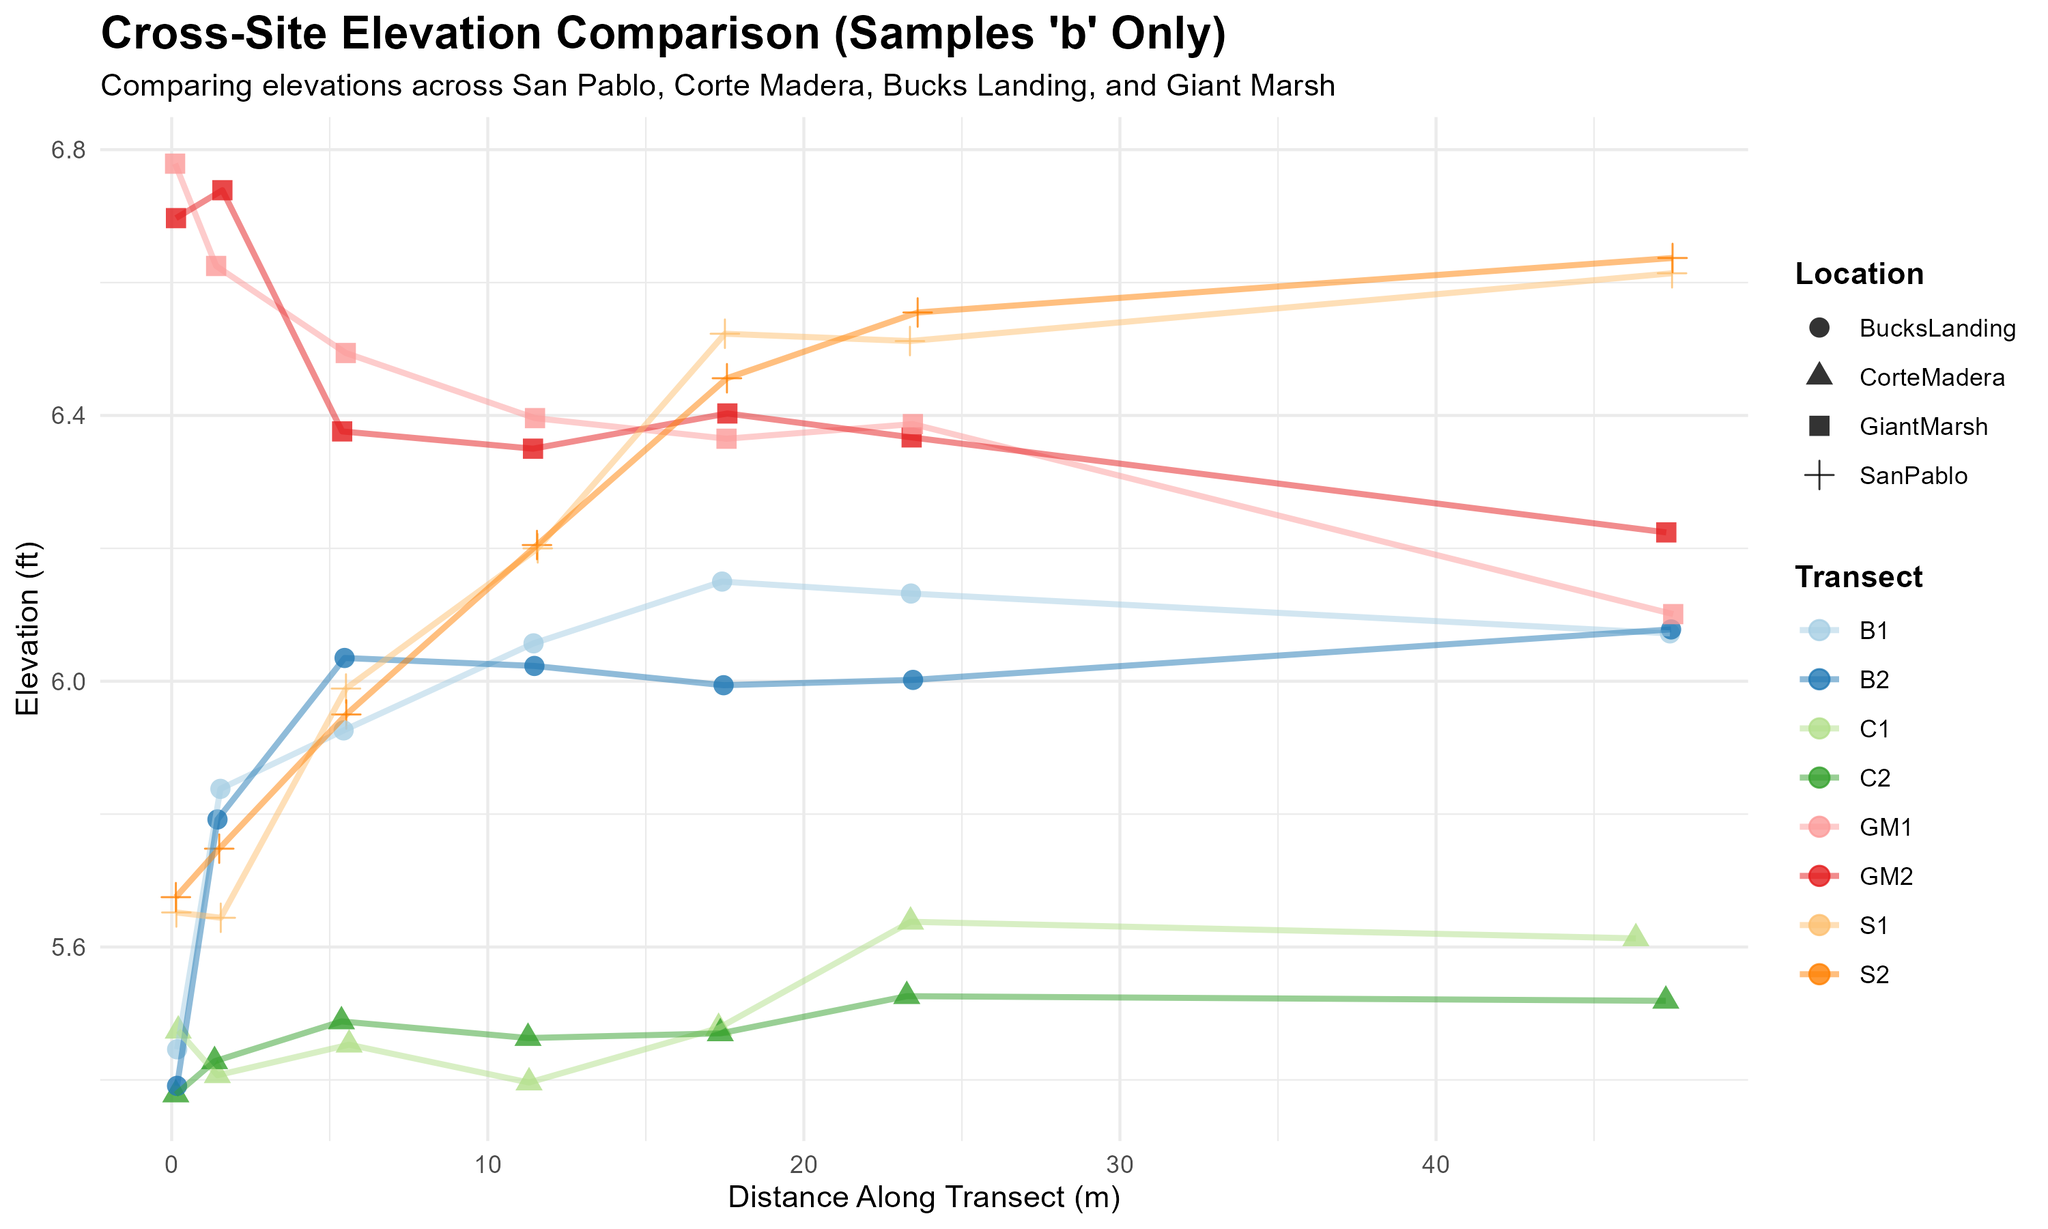 Cross-Site Elevation Comparison (Samples 'b' Only)
Comparing elevations across San Pablo, Corte Madera, Bucks Landing, and Giant Marsh
6.8
6.4
6.0
5.6
Elevation (ft)
0 10 20 30 40
Distance Along Transect (m)
Location
BucksLanding
CorteMadera
GiantMarsh
SanPablo
Transect
B1
B2
C1
C2
GM1
GM2
S1
S2